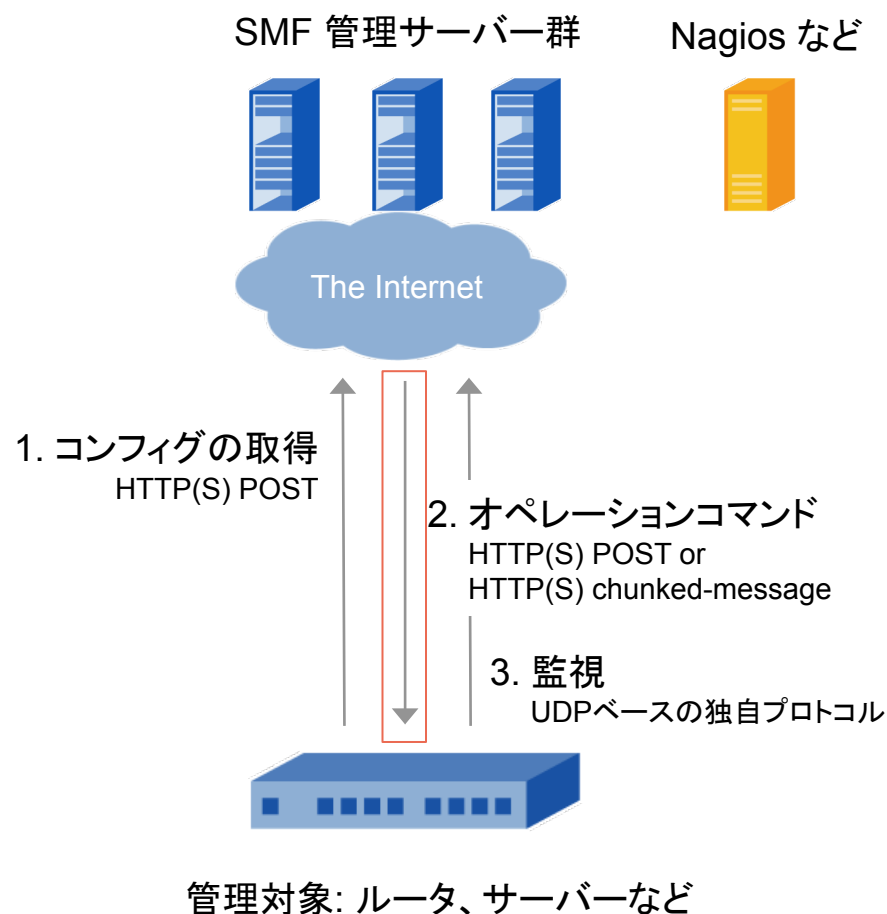 SMF 管理サーバー群
Nagios など
The Internet
1. コンフィグの取得
HTTP(S) POST
2. オペレーションコマンド
HTTP(S) POST or
HTTP(S) chunked-message
3. 監視
UDPベースの独自プロトコル
管理対象: ルータ、サーバーなど